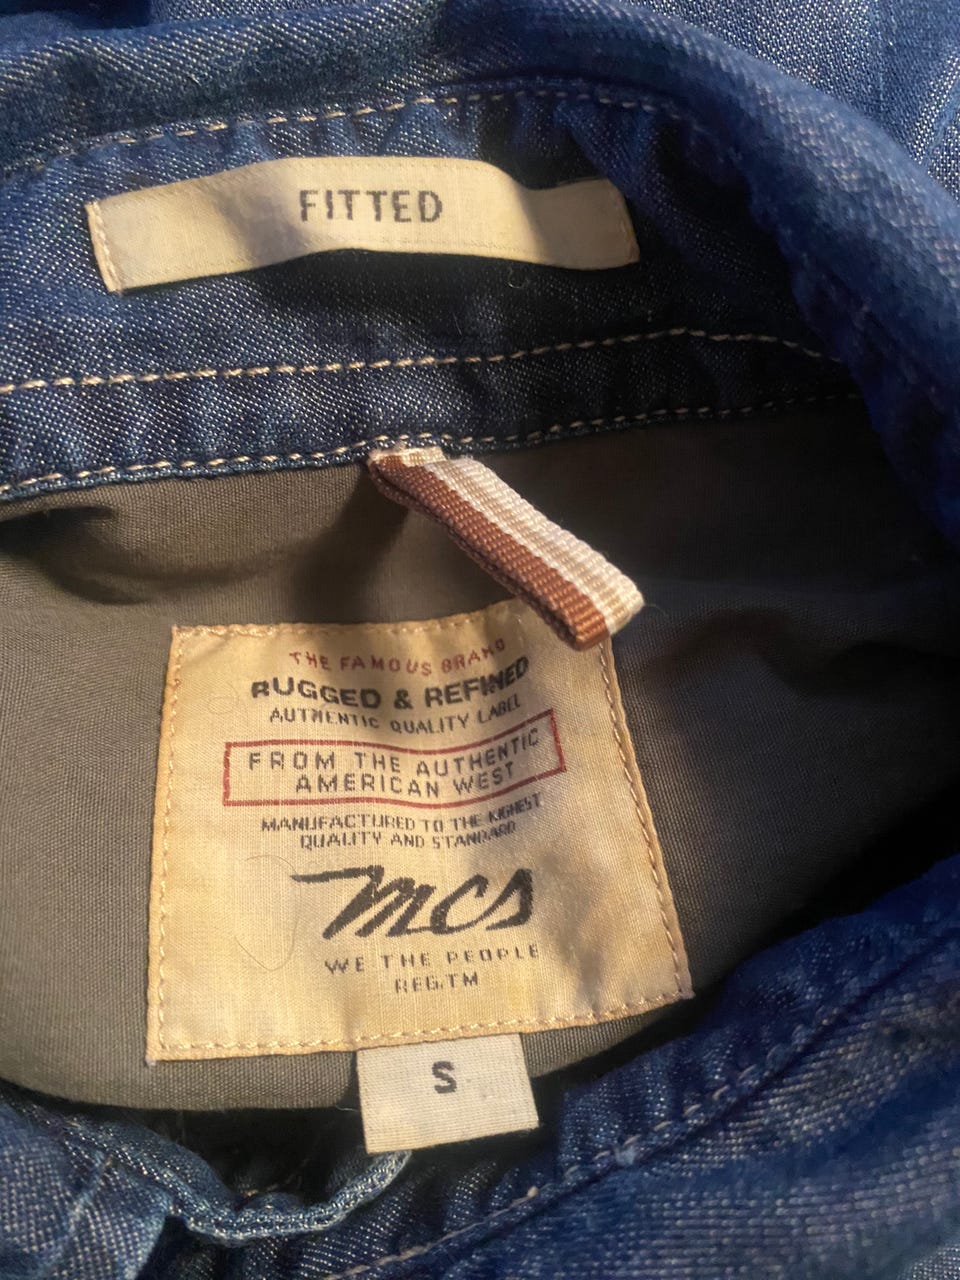 FITTED
THE FAMOUS BRAND
RUGGED & REFINED
AUTHENTIC QUALITY LABEL
FROM THE AUTHENTIC
AMERICAN WEST
MANUFACTURED TO THE HIGHEST
QUALITY AND STANDARD
MCS
WE THE PEOPLE
REG.TM
S